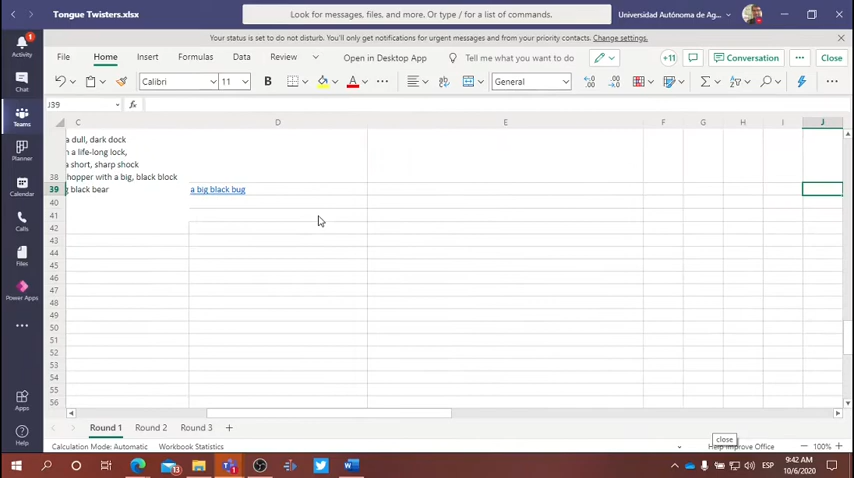 Tongue Twisters.xlsx
Look for messages, files, and more. Or type / for a list of commands.
Universidad Autónoma de Ag...
Your status is set to do not disturb. You'll only get notifications for urgent messages and from your priority contacts. Change settings.
File Home Insert Formulas Data Review Open in Desktop App Tell me what you want to do +11 Conversation Close
Calibri 11 B A General
J39 fx
C D E F G H I J
a dull, dark dock
n a life-long lock,
a short, sharp shock
38 hopper with a big, black block
39 g black bear a big black bug
40
41
42
43
44
45
46
47
48
49
50
51
52
53
54
55
56
Activity
1
Chat
Teams
Planner
Calendar
Calls
Files
Power Apps
Apps
Help
Round 1 Round 2 Round 3 +
close
Calculation Mode: Automatic Workbook Statistics Help Improve Office 100%
13 1 ESP 9:42 AM
10/6/2020